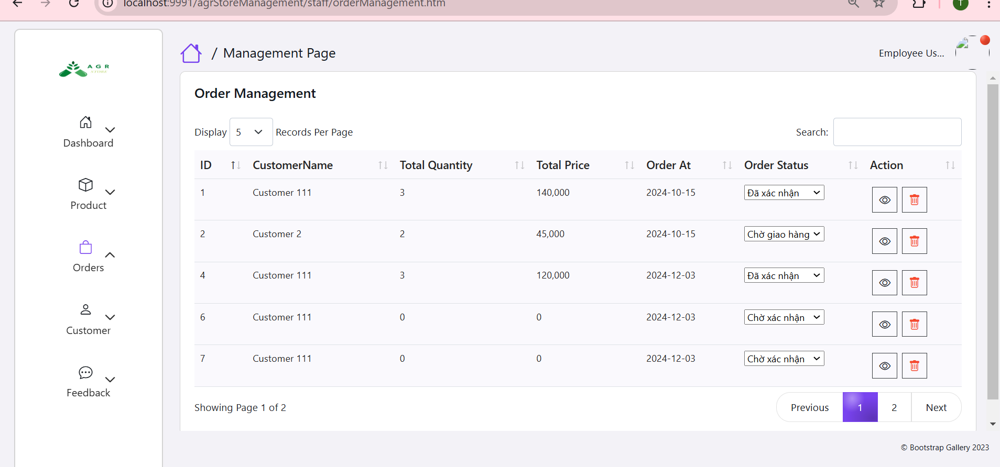 localhost:9991/agrStoreManagement/staff/orderManagement.htm
T
AGR
STORE
/ Management Page
Employee Us...
Dashboard
Product
Orders
Customer
Feedback
Order Management
Display 5 Records Per Page
Search:
ID CustomerName Total Quantity Total Price Order At Order Status Action
1 Customer 111 3 140,000 2024-10-15 Đã xác nhận
2 Customer 2 2 45,000 2024-10-15 Chờ giao hàng
4 Customer 111 3 120,000 2024-12-03 Đã xác nhận
6 Customer 111 0 0 2024-12-03 Chờ xác nhận
7 Customer 111 0 0 2024-12-03 Chờ xác nhận
Showing Page 1 of 2
Previous 1 2 Next
© Bootstrap Gallery 2023